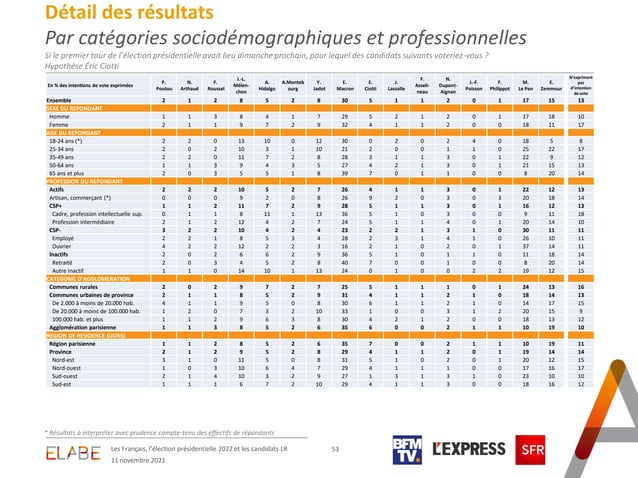 Détail des résultats
Par catégories sociodémographiques et professionnelles
Si le premier tour de l'élection présidentielle avait lieu dimanche prochain, pour lequel des candidats suivants voteriez-vous ?
Hypothèse Éric Ciotti
En % des intentions de vote exprimées P. Poutou N. Arthaud F. Roussel J.-L. Mélen-chon A. Hidalgo A.Montebourg Y. Jadot E. Macron E. Ciotti J. Lassalle F. Asseli-neau N. Dupont-Aignan J.-F. Poisson F. Philippot M. Le Pen E. Zemmour N'expriment pas d'intention de vote
Ensemble 2 1 2 8 5 2 8 30 5 1 1 2 0 1 17 15 13
SEXE DU REPONDANT
Homme 1 1 3 8 4 1 7 29 5 2 1 2 0 1 17 18 10
Femme 2 1 1 9 7 2 9 32 4 1 1 2 0 0 18 11 17
AGE DU REPONDANT
18-24 ans (*) 2 2 0 13 10 0 12 30 0 2 0 2 4 0 18 5 8
25-34 ans 2 0 2 10 3 1 10 21 2 0 0 2 0 1 1 25 22 17
35-49 ans 2 2 0 11 7 2 8 28 3 1 1 3 0 1 22 9 12
50-64 ans 1 1 3 9 4 3 5 27 4 2 1 3 0 1 21 15 13
65 ans et plus 2 0 3 5 5 1 8 39 7 0 1 1 0 0 8 20 14
PROFESSION DU REPONDANT
Actifs 2 2 2 10 5 2 7 26 4 1 1 3 0 1 22 12 13
Artisan, commerçant (*) 0 0 0 9 2 0 8 26 9 2 0 3 0 3 20 18 14
CSP+ 1 1 2 11 7 2 9 28 5 1 1 3 0 1 16 12 13
Cadre, profession intellectuelle sup. 0 1 1 8 11 1 13 36 5 1 0 3 0 0 9 11 18
Profession intermédiaire 2 1 2 12 4 2 7 24 5 1 1 4 0 1 20 14 10
CSP- 3 2 2 10 4 2 4 23 2 2 1 3 1 0 30 11 11
Employé 2 2 1 8 5 3 4 28 2 3 1 4 1 0 26 10 11
Ouvrier 4 2 2 12 2 2 3 16 2 1 0 2 0 1 37 14 11
Inactifs 2 0 2 6 6 2 9 36 5 1 0 1 1 0 11 18 14
Retraité 2 0 3 4 5 2 8 40 7 0 0 1 0 0 8 20 14
Autre Inactif 1 1 0 14 10 1 13 24 0 1 0 0 2 2 19 12 15
CATEGORIE D'AGGLOMERATION
Communes rurales 2 0 2 9 7 2 7 25 5 1 1 1 0 1 24 13 16
Communes urbaines de province 2 1 1 8 5 2 9 31 4 1 1 2 1 0 18 14 13
De 2.000 à moins de 20.000 hab. 4 1 1 9 5 0 8 30 6 1 1 2 1 0 14 17 15
De 20.000 à moins de 100.000 hab. 1 2 0 7 3 2 10 33 1 0 0 3 1 2 20 15 9
100.000 hab. et plus 1 1 2 9 6 3 8 30 4 2 1 2 0 0 18 13 12
Agglomération parisienne 1 1 3 8 5 2 6 35 6 0 0 2 1 1 10 19 10
REGION DE RESIDENCE (UDA5)
Région parisienne 1 1 2 8 5 2 6 35 7 0 0 2 1 1 10 19 11
Province 2 1 2 9 5 2 8 29 4 1 1 2 0 1 19 14 14
Nord-est 3 1 0 11 5 0 8 31 5 1 0 2 0 1 20 12 15
Nord-ouest 1 0 3 10 6 4 7 29 4 1 1 1 0 0 17 16 17
Sud-ouest 2 1 4 10 3 2 9 27 1 3 1 3 1 0 23 10 10
Sud-est 1 1 1 6 7 2 10 29 4 1 1 3 0 0 18 16 12
* Résultats à interpréter avec prudence compte-tenu des effectifs de répondants
ELABE
Les Français, l'élection présidentielle 2022 et les candidats LR
11 novembre 2021
53
BFM TV.
L'EXPRESS
SFR